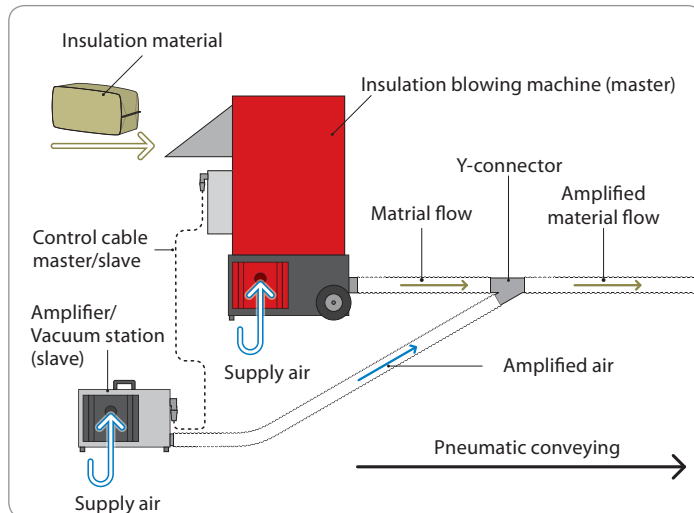 Insulation material
Insulation blowing machine (master)
Y-connector
Matrial flow
Amplified
material flow
Control cable
master/slave
Amplifier/
Vacuum station
(slave)
Supply air
Amplified air
Pneumatic conveying
Supply air